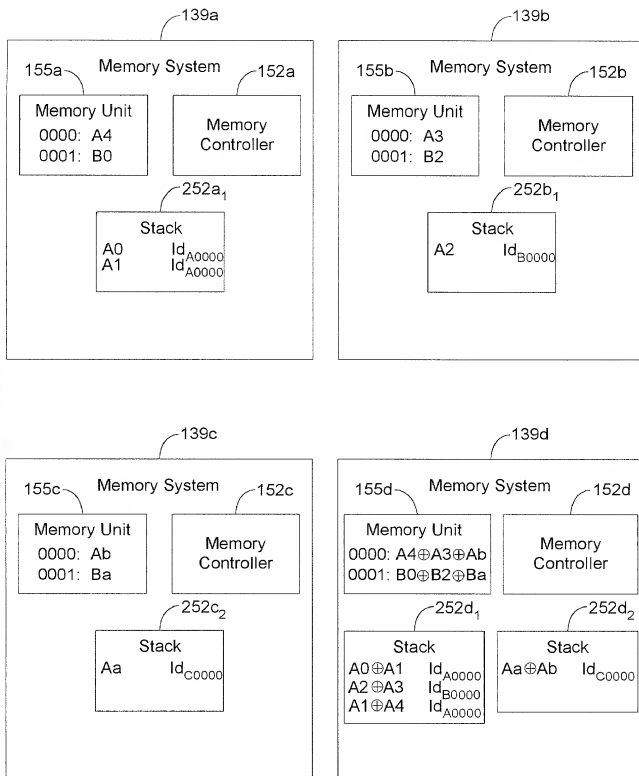 139a
Memory System
155a
152a
Memory Unit
0000: A4
0001: B0
Memory
Controller
252a1
Stack
A0 IdA0000
A1 IdA0000
139b
Memory System
155b
152b
Memory Unit
0000: A3
0001: B2
Memory
Controller
252b1
Stack
A2 IdB0000
139c
Memory System
155c
152c
Memory Unit
0000: Ab
0001: Ba
Memory
Controller
252c2
Stack
Aa IdC0000
139d
Memory System
155d
152d
Memory Unit
0000: A4⊕A3⊕Ab
0001: B0⊕B2⊕Ba
Memory
Controller
252d1
Stack
A0⊕A1 IdA0000
A2⊕A3 IdB0000
A1⊕A4 IdA0000
252d2
Stack
Aa⊕Ab IdC0000